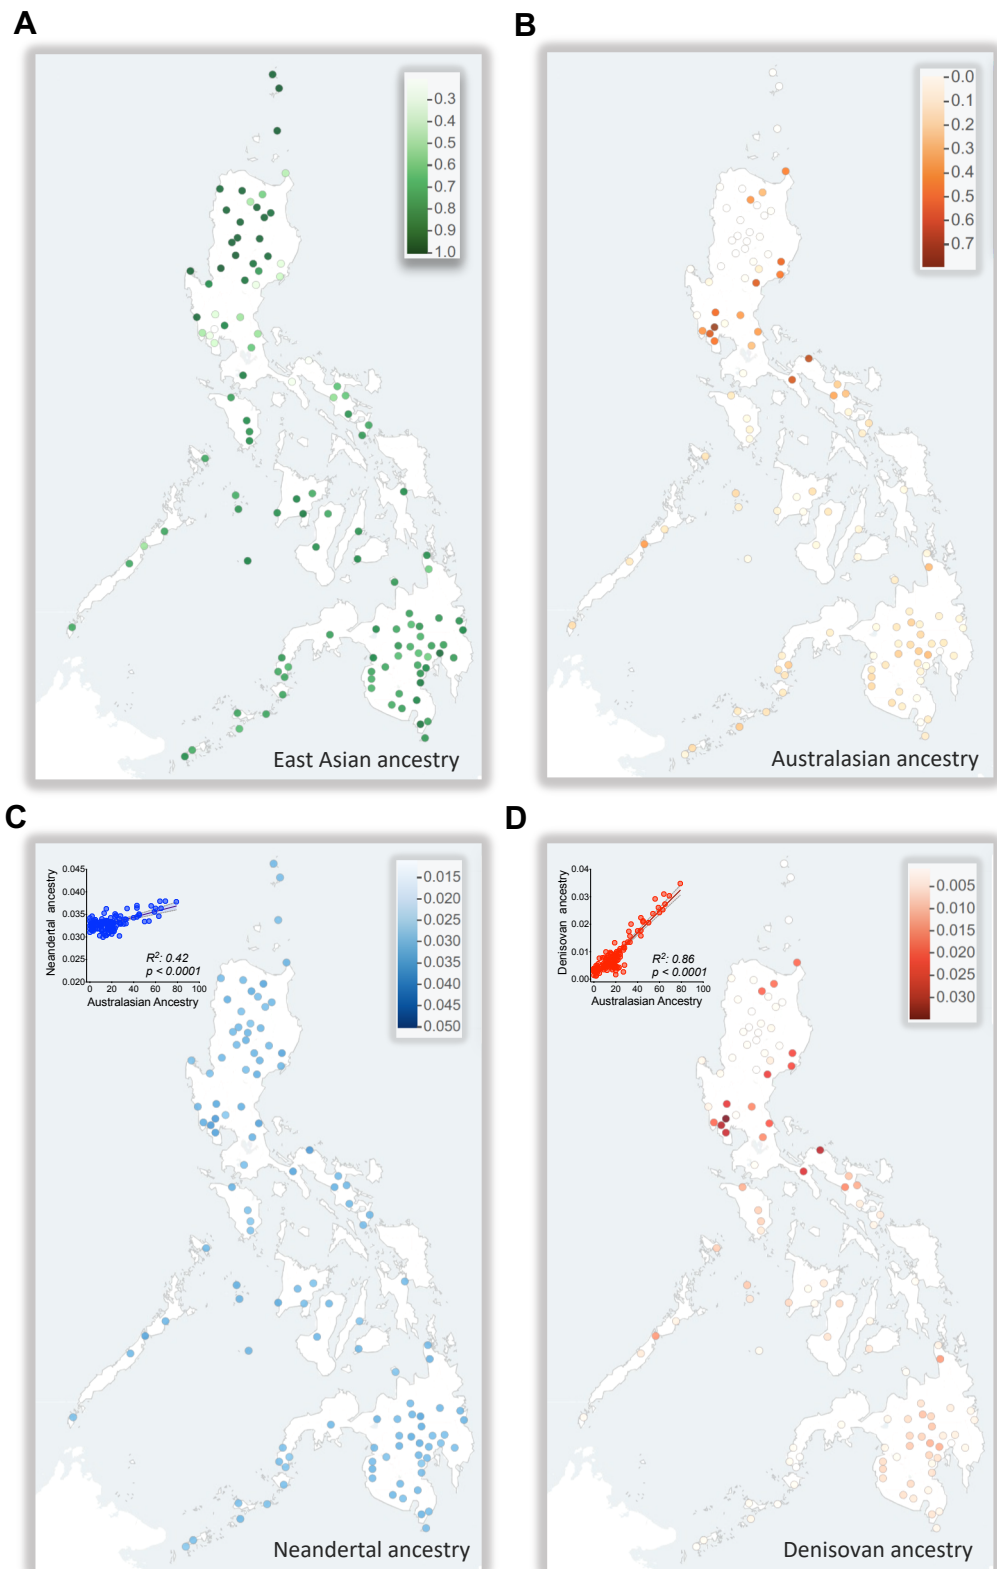 A
B
0.3
0.4
0.5
0.6
0.7
0.8
0.9
1.0
East Asian ancestry
0.0
0.1
0.2
0.3
0.4
0.5
0.6
0.7
Australasian ancestry
C
D
0.045
0.040
0.035
0.030
0.020
Neandertal ancestry
R²: 0.42
p < 0.0001
0 20 40 60 80 100
Australasian Ancestry
0.015
0.020
0.025
0.030
0.035
0.040
0.045
0.050
Neandertal ancestry
0.04
0.03
0.02
0.01
0.00
Denisovan ancestry
R²: 0.86
p < 0.0001
0 20 40 60 80 100
Australasian Ancestry
0.005
0.010
0.015
0.020
0.025
0.030
Denisovan ancestry